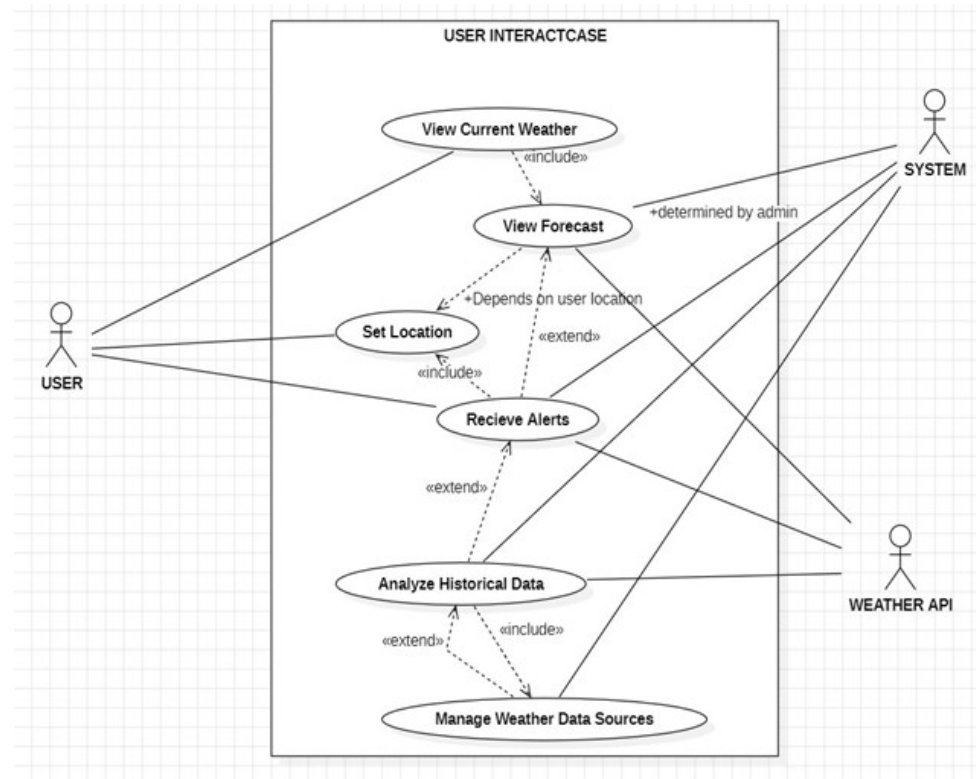 USER INTERACTCASE
View Current Weather
«include»
SYSTEM
+determined by admin
View Forecast
+Depends on user location
Set Location
«extend»
USER
«include»
Recieve Alerts
«extend»
Analyze Historical Data
WEATHER API
«include»
«extend»
Manage Weather Data Sources